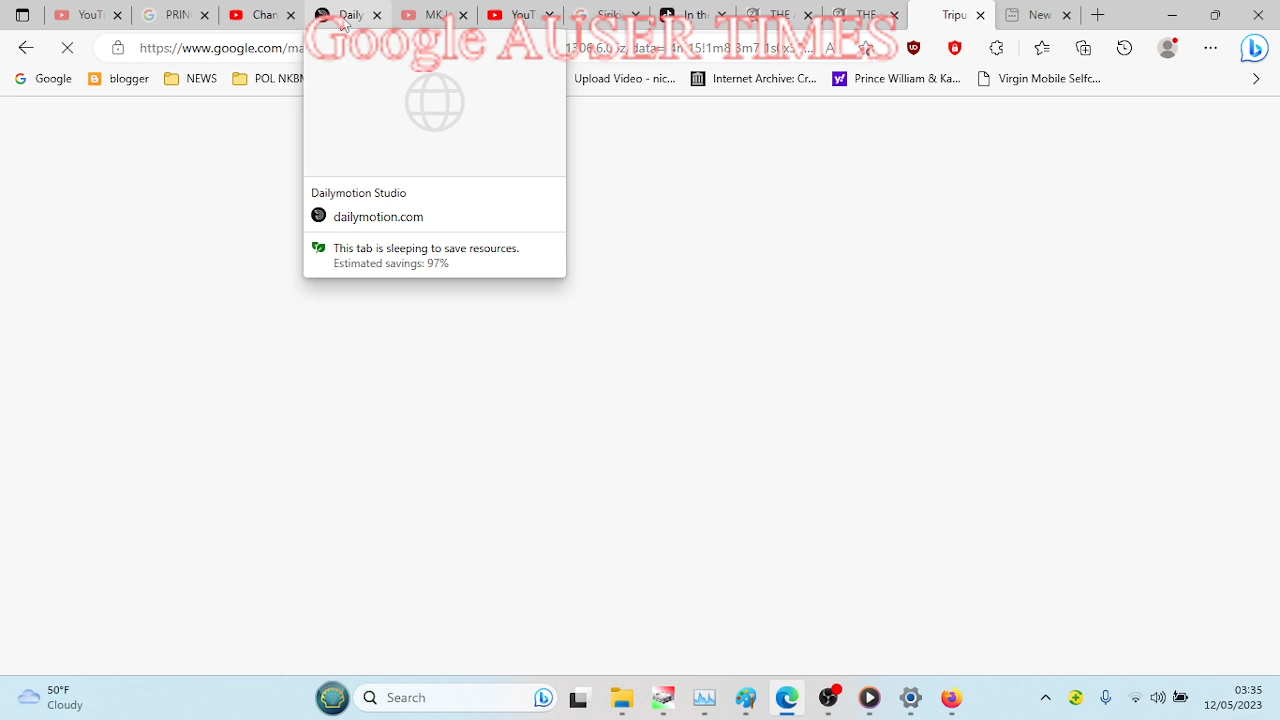 YouTu
PRIN
Chan
Daily
MK
YouT
Sirik
In the
THE
THE
Tripu
https://www.google.com/ma
Google AUSER TIMES
Google
blogger
NEWS
POL NKBM
Upload Video - nic...
Internet Archive: Cr...
Prince William & Ka...
Virgin Mobile Selfc...
Dailymotion Studio
dailymotion.com
This tab is sleeping to save resources.
Estimated savings: 97%
50°F
Cloudy
Search
03:35
12/05/2023